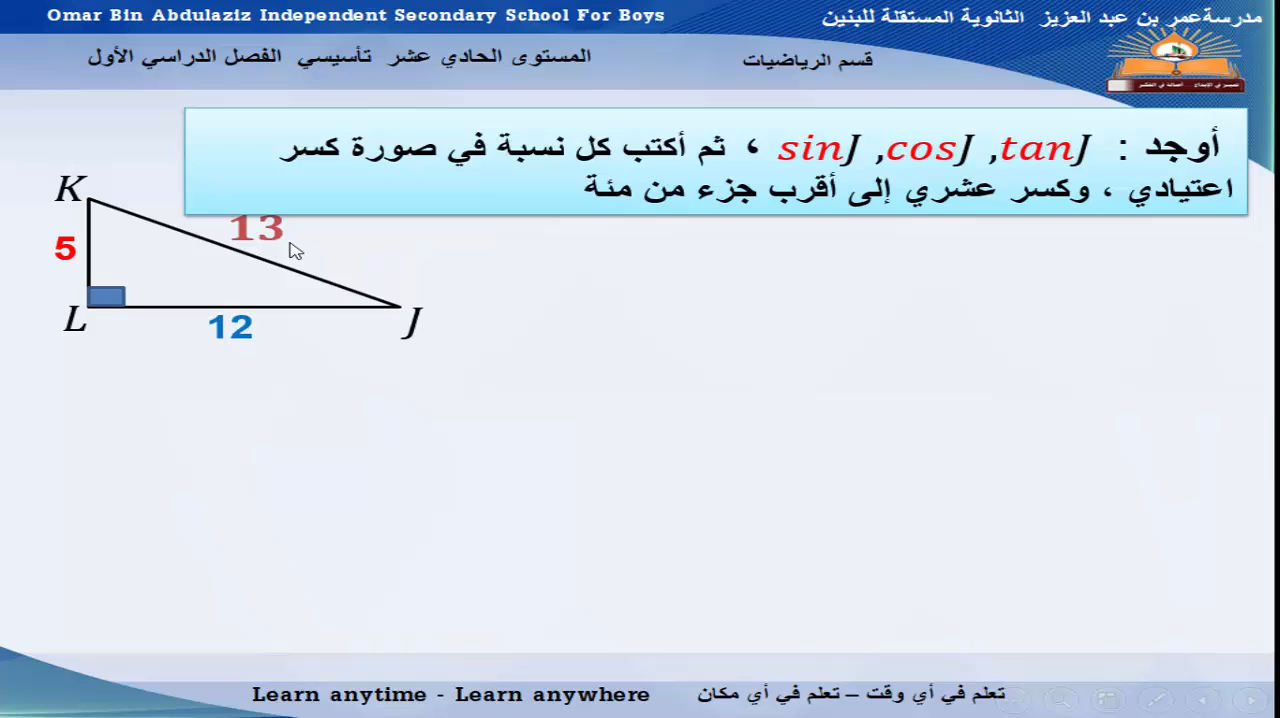 Omar Bin Abdulaziz Independent Secondary School For Boys
مدرسةعمر بن عبد العزيز الثانوية المستقلة للبنين
المستوى الحادي عشر تأسيسي الفصل الدراسي الأول
قسم الرياضيات
أوجد : sinJ ,cosJ ,tanJ ، ثم أكتب كل نسبة في صورة كسر
اعتيادي ، وكسر عشري إلى أقرب جزء من مئة
K
13
5
L
12
J
Learn anytime - Learn anywhere
تعلم في أي وقت – تعلم في أي مكان